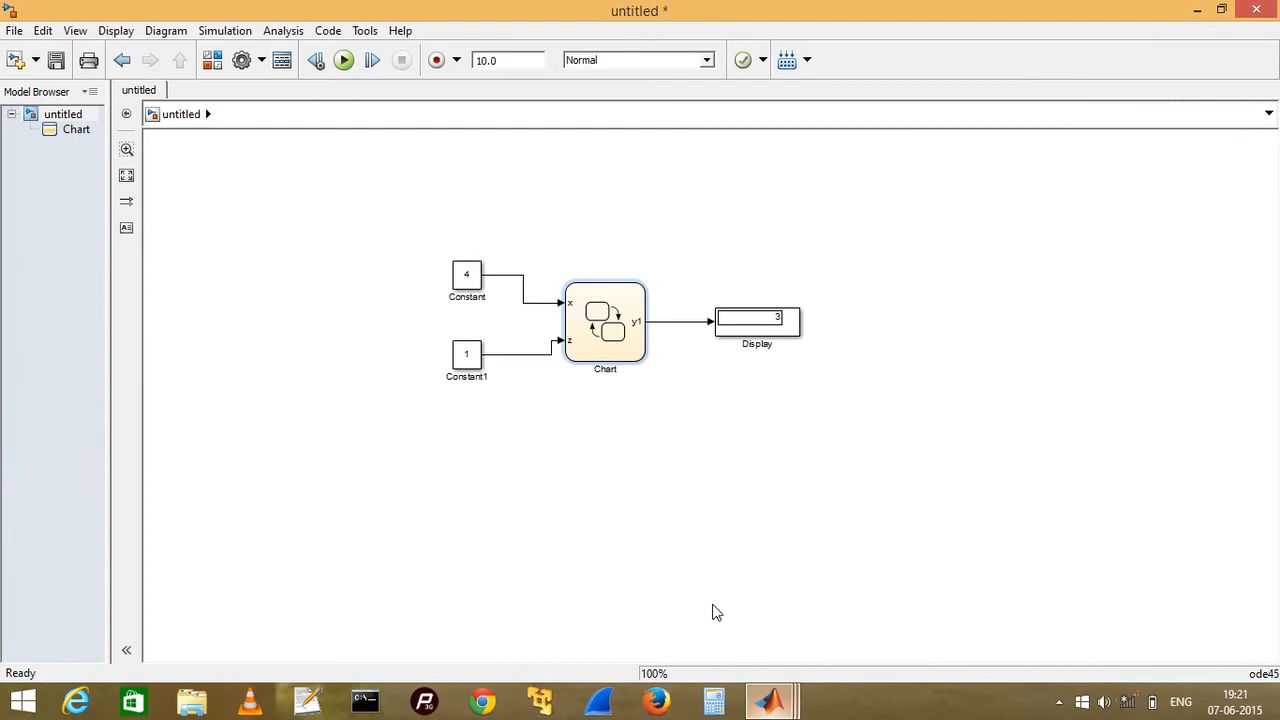 untitled *
File Edit View Display Diagram Simulation Analysis Code Tools Help
10.0 Normal
Model Browser untitled
untitled untitled
Chart
4
Constant
x
y1
3
Display
1
z
Constant1
Chart
Ready 100% ode45
ENG 19:21
07-06-2015